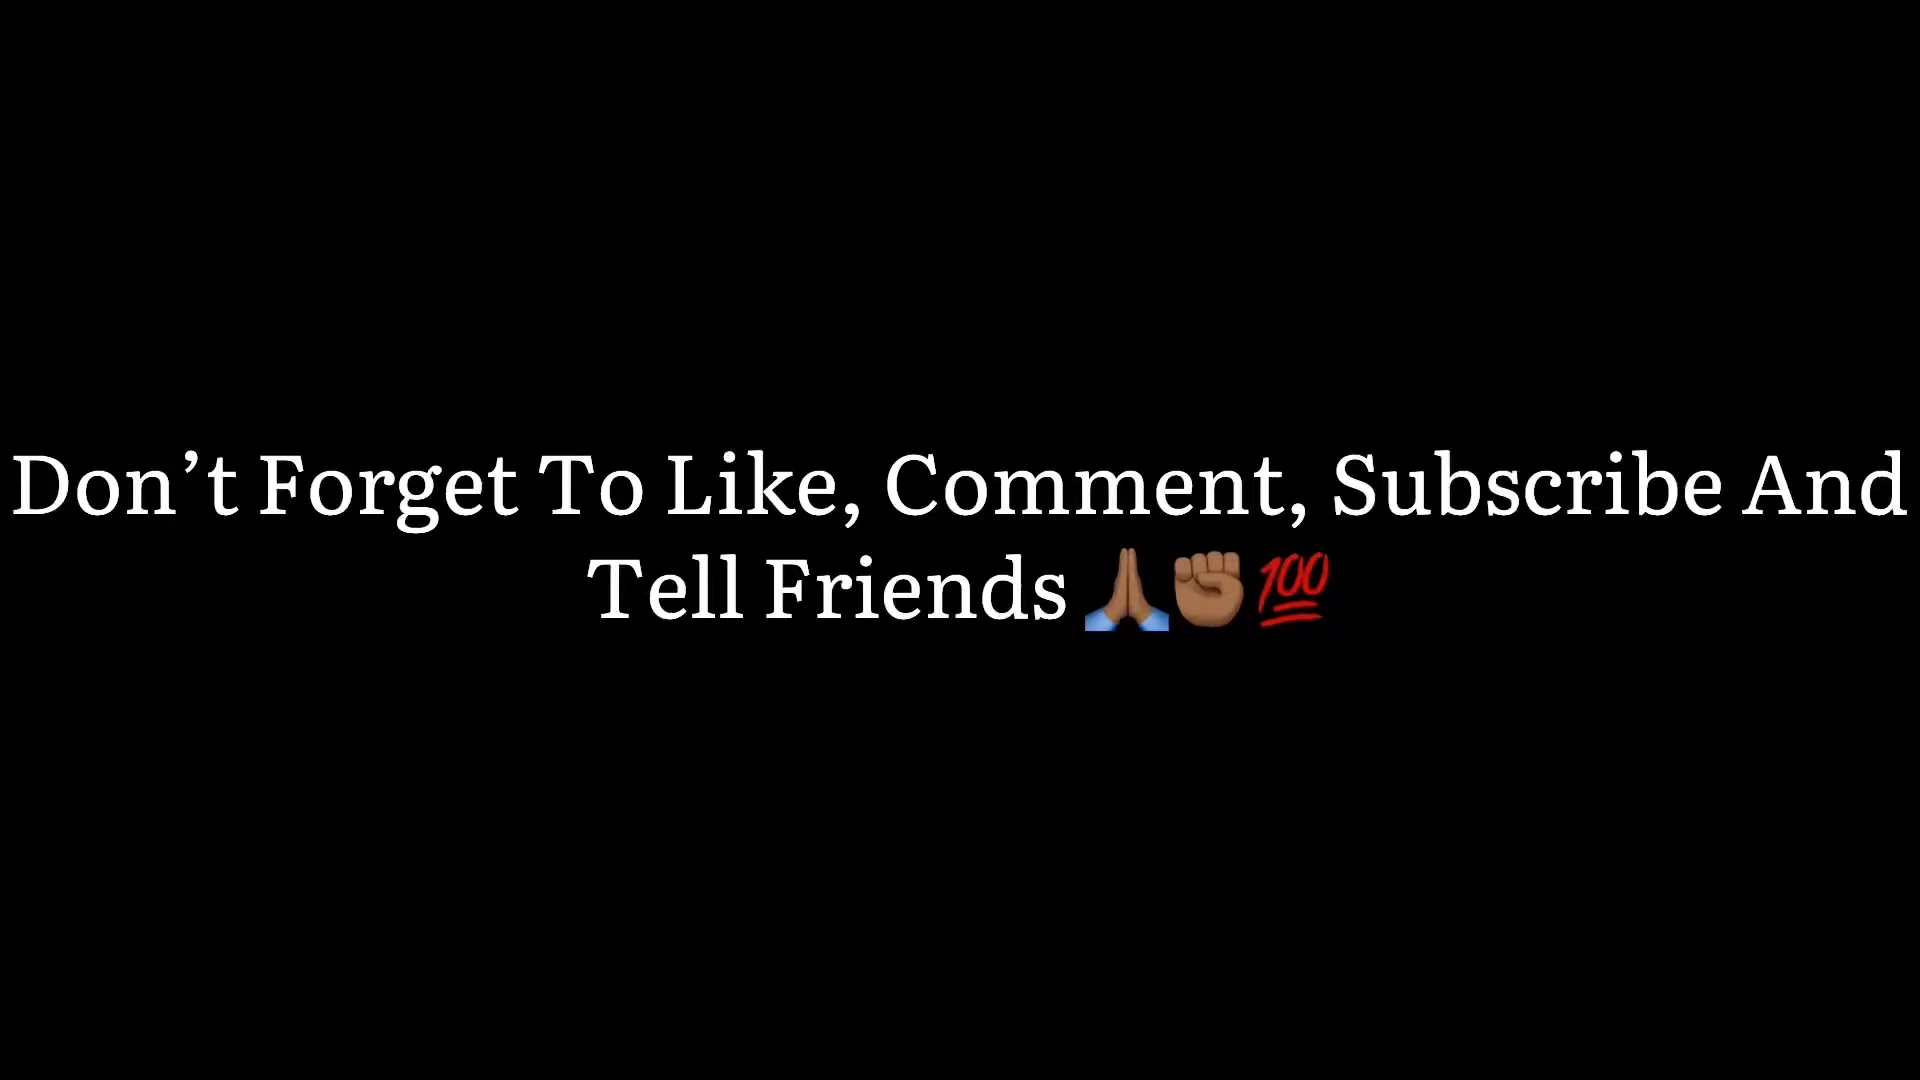 Don’t Forget To Like, Comment, Subscribe And
Tell Friends 🙏🏾✊🏾💯